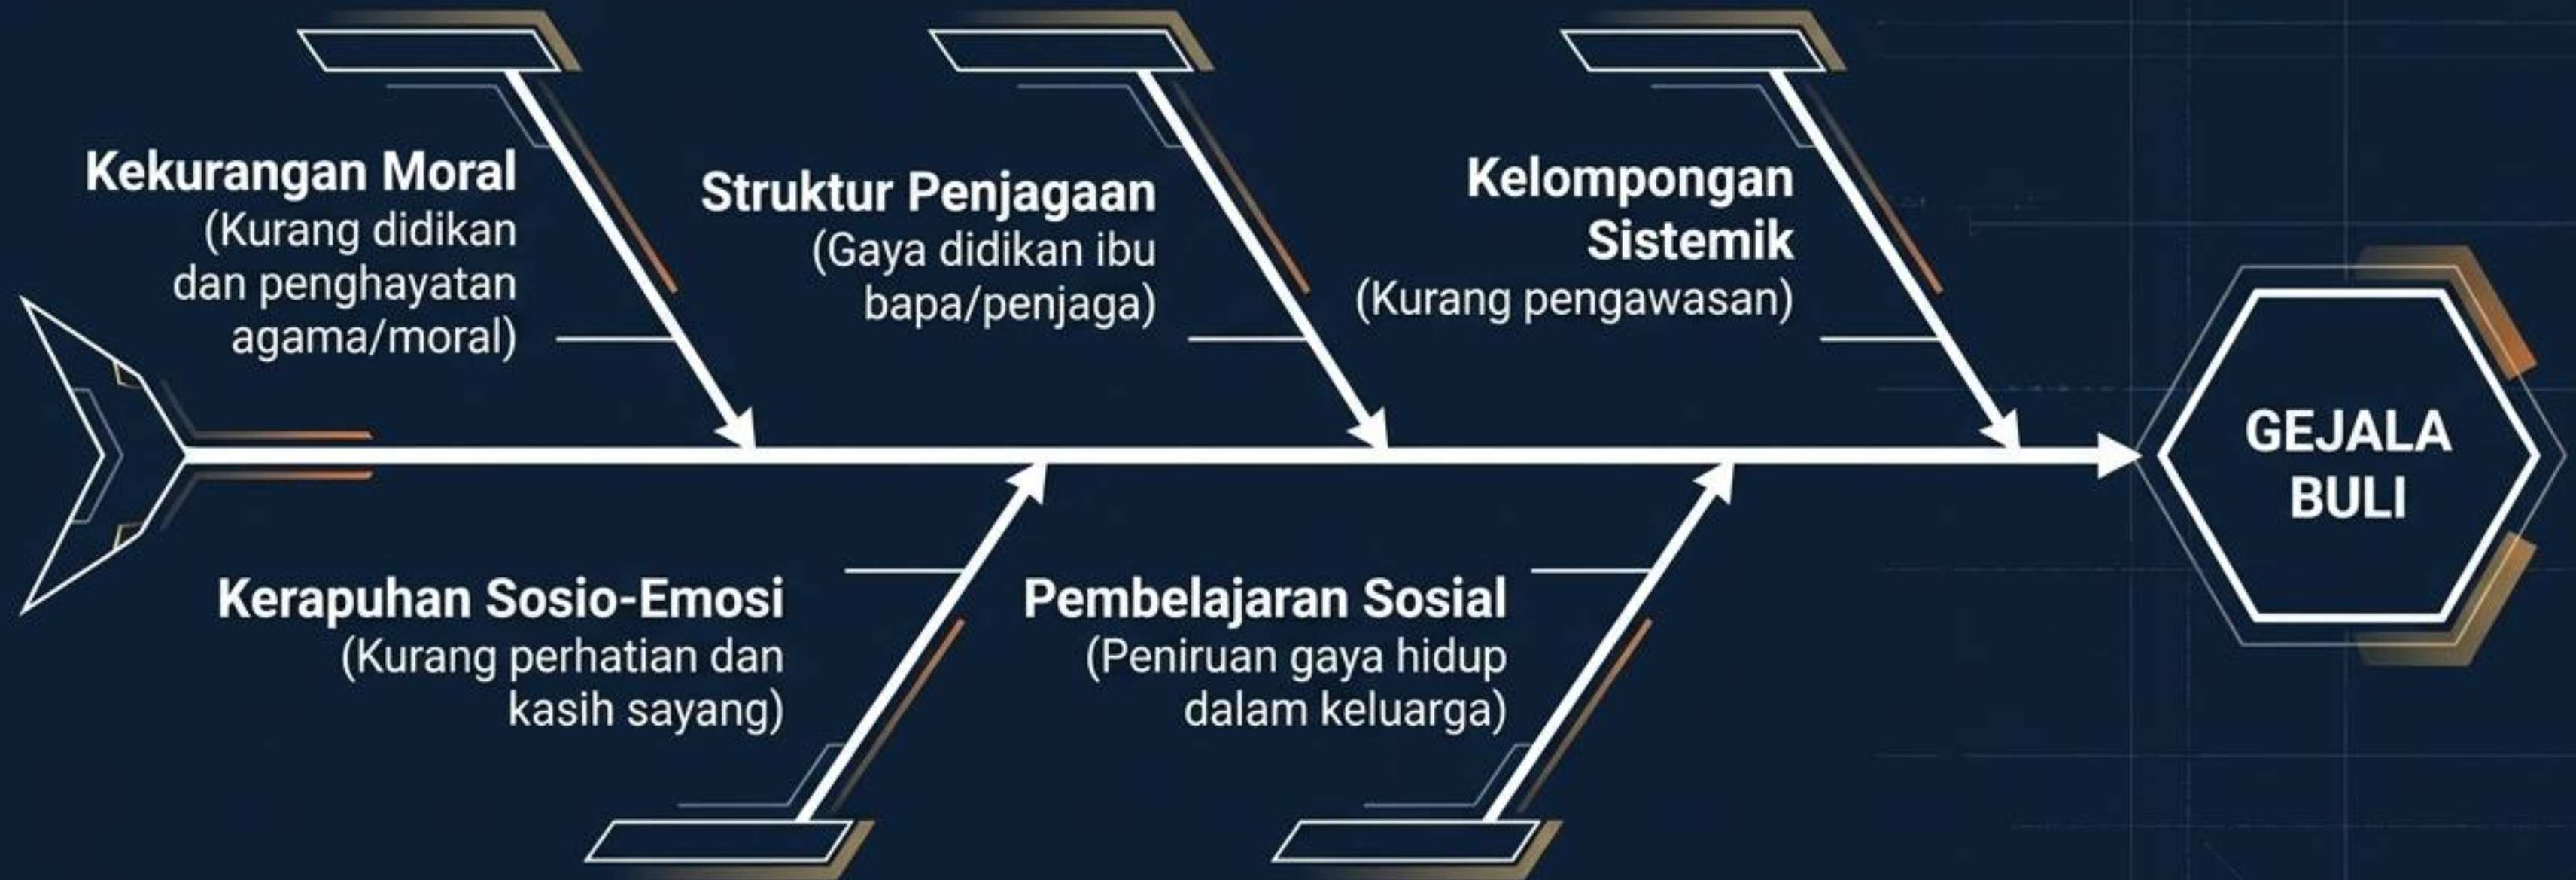 Kekurangan Moral
(Kurang didikan
dan penghayatan
agama/moral)
Struktur Penjagaan
(Gaya didikan ibu
bapa/penjaga)
Kelompongan
Sistemik
(Kurang pengawasan)
GEJALA
BULI
Kerapuhan Sosio-Emosi
(Kurang perhatian dan
kasih sayang)
Pembelajaran Sosial
(Peniruan gaya hidup
dalam keluarga)